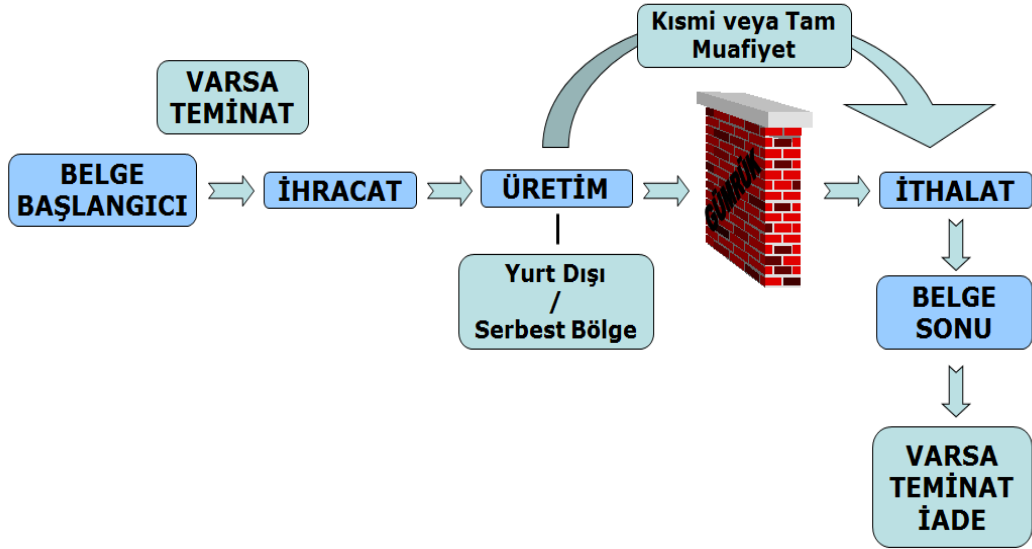 Kısmi veya Tam
Muafiyet
VARSA
TEMİNAT
BELGE
BAŞLANGICI
İHRACAT
ÜRETİM
GÜMRÜK
İTHALAT
Yurt Dışı
/
Serbest Bölge
BELGE
SONU
VARSA
TEMİNAT
İADE